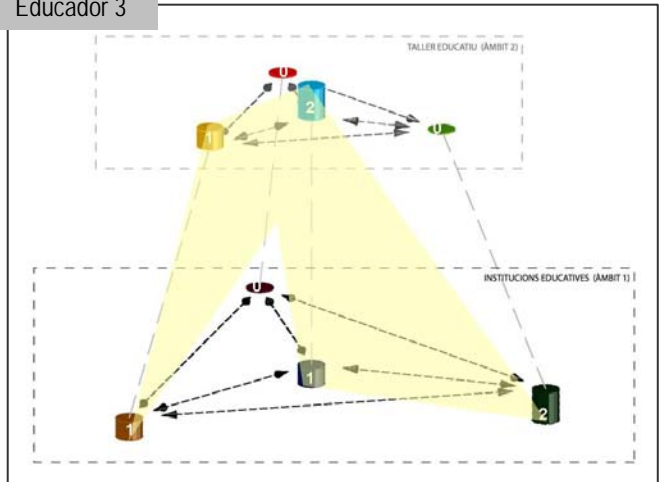 Educador 3
TALLER EDUCATIU (ÀMBIT 2)
0
2
1
0
INSTITUCIONS EDUCATIVES (ÀMBIT 1)
0
1
2
1